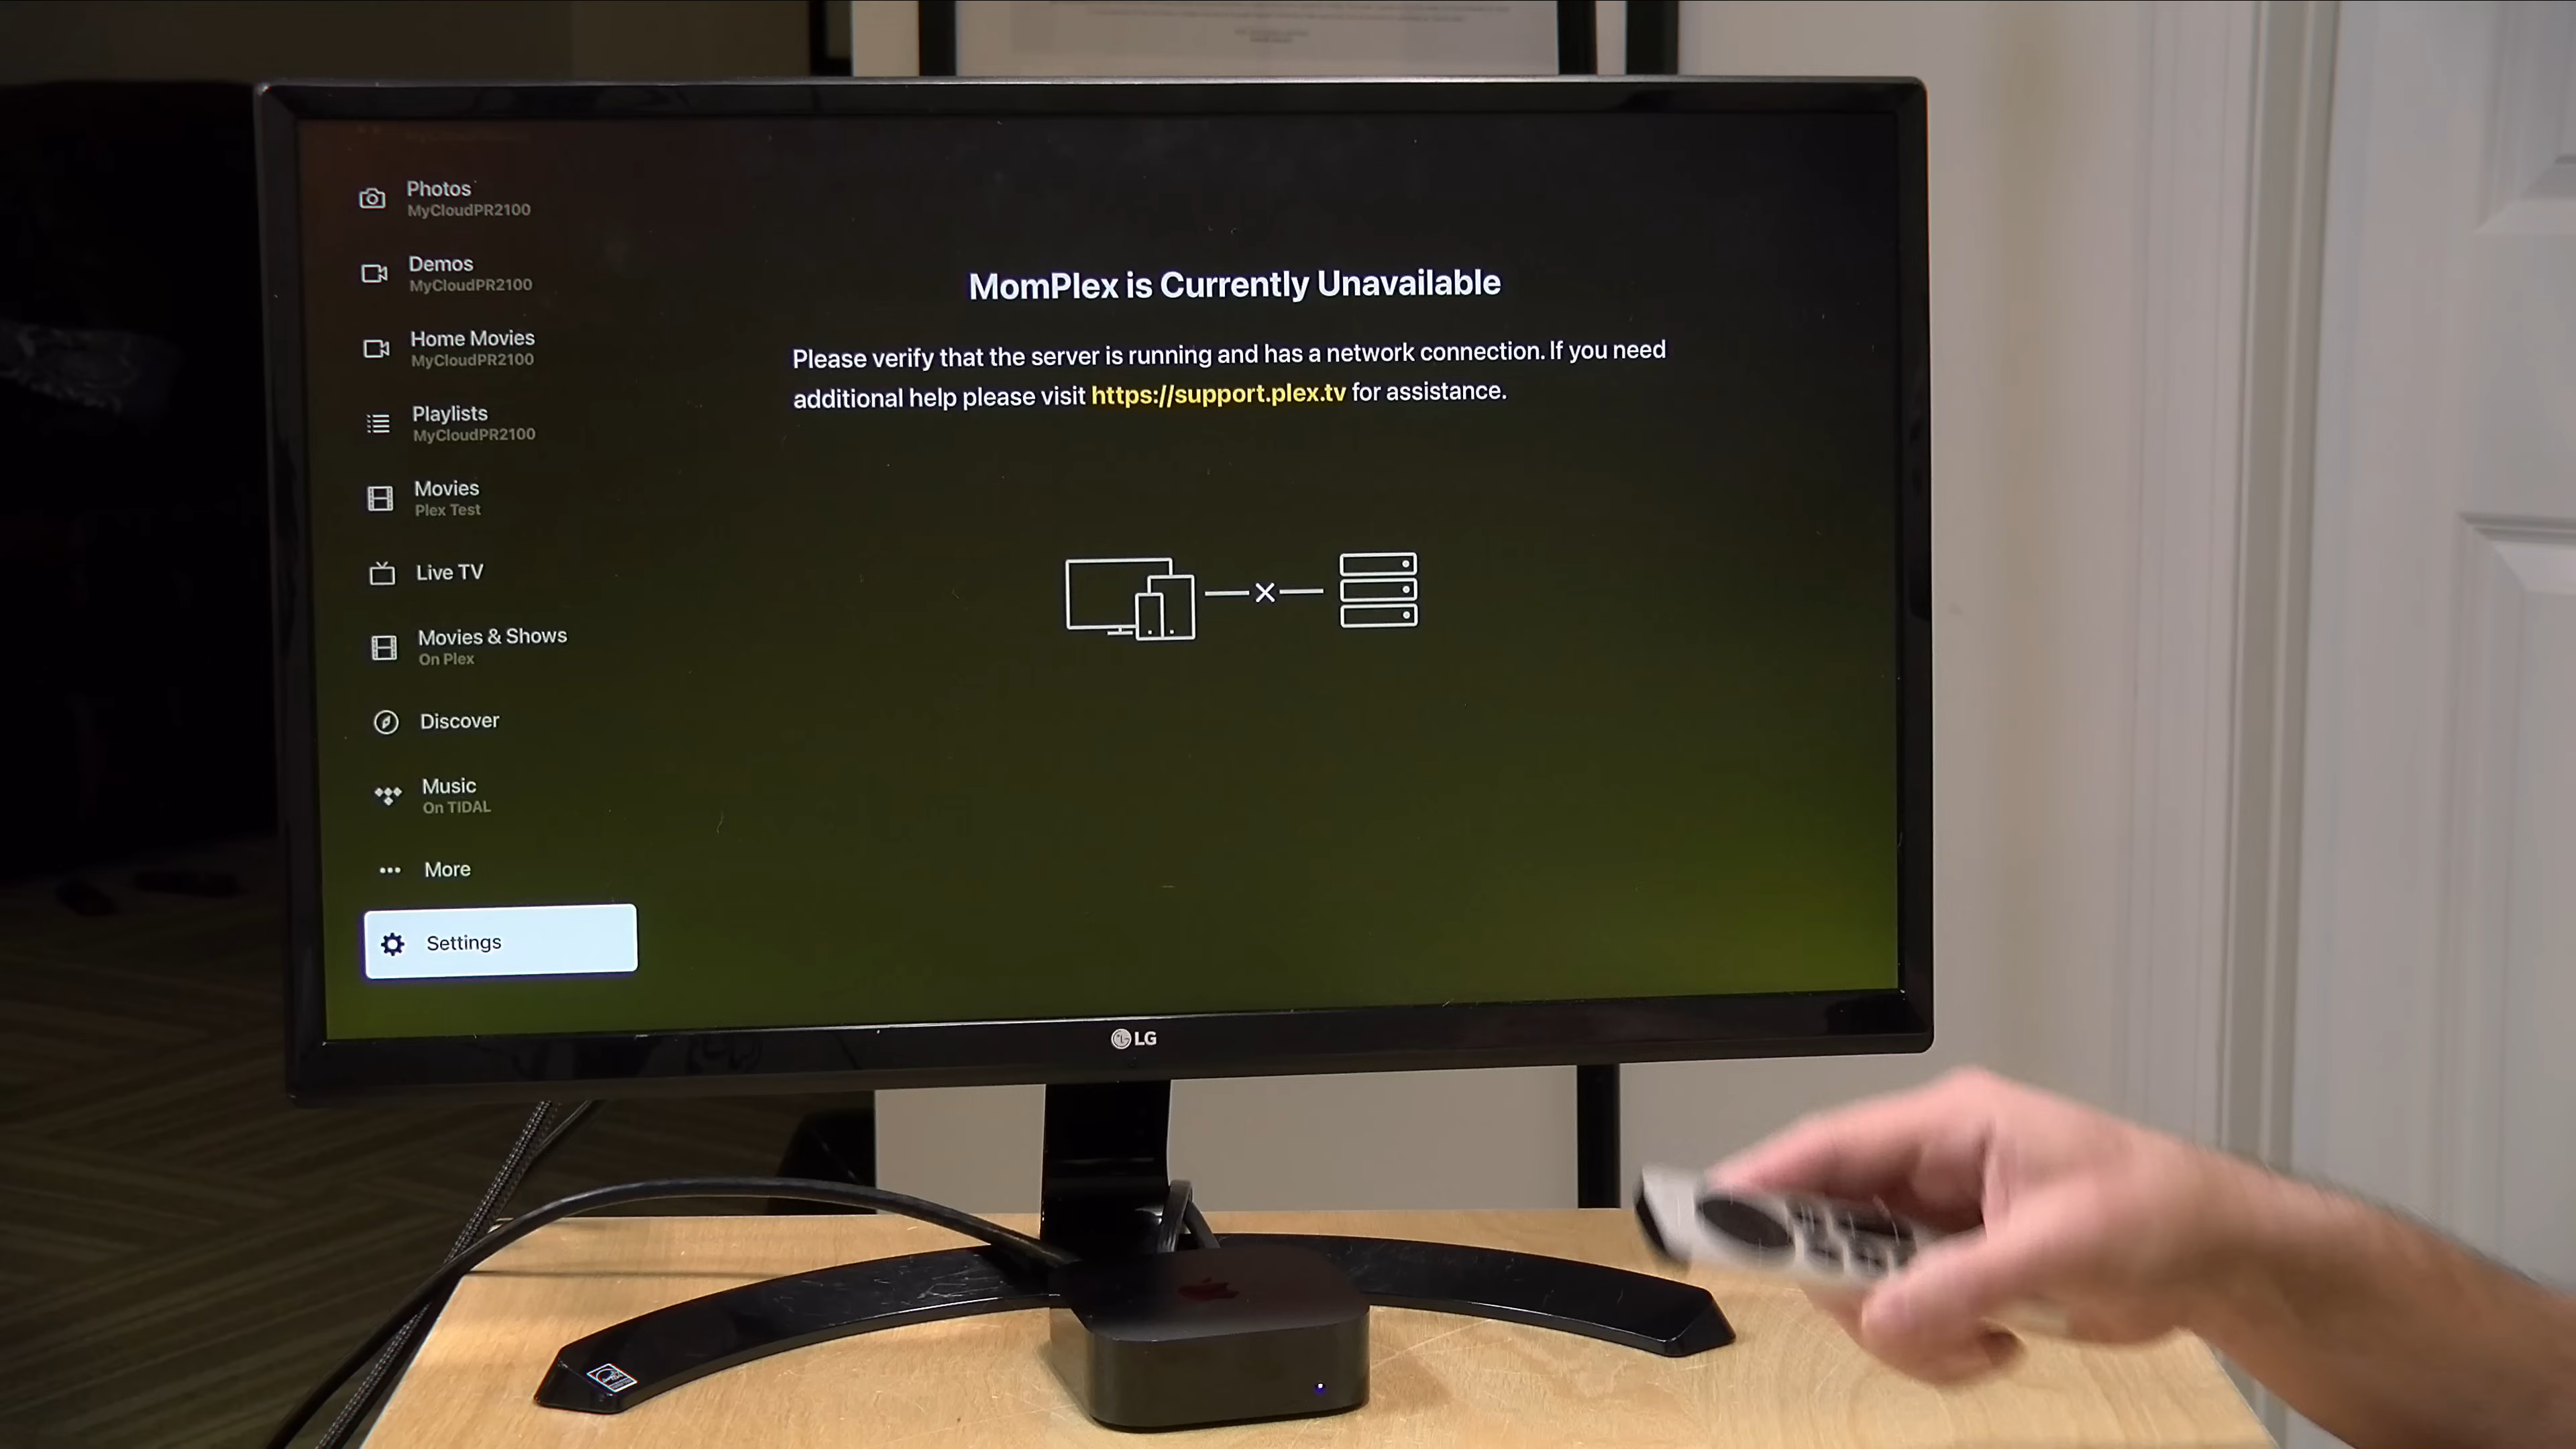 Photos
MyCloudPR2100
Demos
MyCloudPR2100
Home Movies
MyCloudPR2100
Playlists
MyCloudPR2100
Movies
Plex Test
Live TV
Movies & Shows
On Plex
Discover
Music
On TIDAL
More
Settings
MomPlex is Currently Unavailable
Please verify that the server is running and has a network connection. If you need
additional help please visit https://support.plex.tv for assistance.
LG